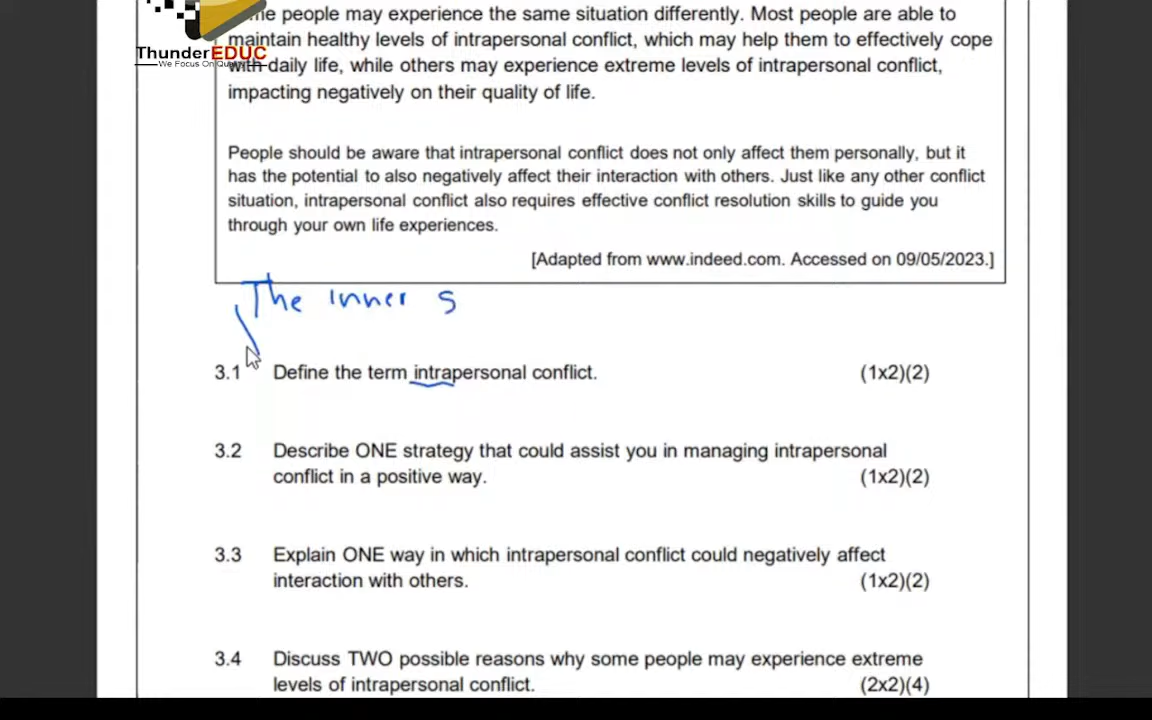 me people may experience the same situation differently. Most people are able to
maintain healthy levels of intrapersonal conflict, which may help them to effectively cope
ThunderEDUC
We Focus On
with daily life, while others may experience extreme levels of intrapersonal conflict,
impacting negatively on their quality of life.
People should be aware that intrapersonal conflict does not only affect them personally, but it
has the potential to also negatively affect their interaction with others. Just like any other conflict
situation, intrapersonal conflict also requires effective conflict resolution skills to guide you
through your own life experiences.
[Adapted from www.indeed.com. Accessed on 09/05/2023.]
The inner s
3.1 Define the term intrapersonal conflict. (1x2)(2)
3.2 Describe ONE strategy that could assist you in managing intrapersonal
conflict in a positive way. (1x2)(2)
3.3 Explain ONE way in which intrapersonal conflict could negatively affect
interaction with others. (1x2)(2)
3.4 Discuss TWO possible reasons why some people may experience extreme
levels of intrapersonal conflict. (2x2)(4)